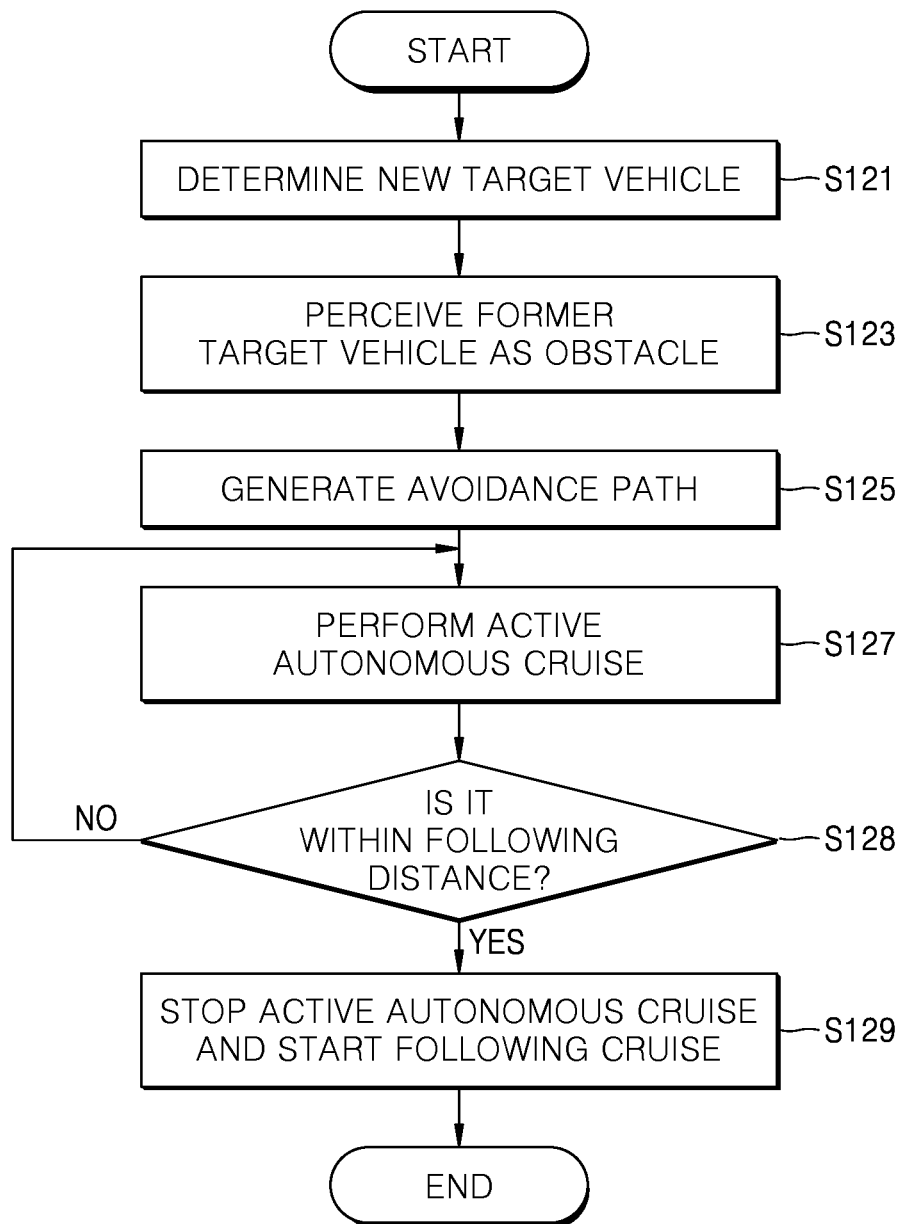 START
DETERMINE NEW TARGET VEHICLE
S121
PERCEIVE FORMER
TARGET VEHICLE AS OBSTACLE
S123
GENERATE AVOIDANCE PATH
S125
PERFORM ACTIVE
AUTONOMOUS CRUISE
S127
IS IT
WITHIN FOLLOWING
DISTANCE?
S128
NO
YES
STOP ACTIVE AUTONOMOUS CRUISE
AND START FOLLOWING CRUISE
S129
END